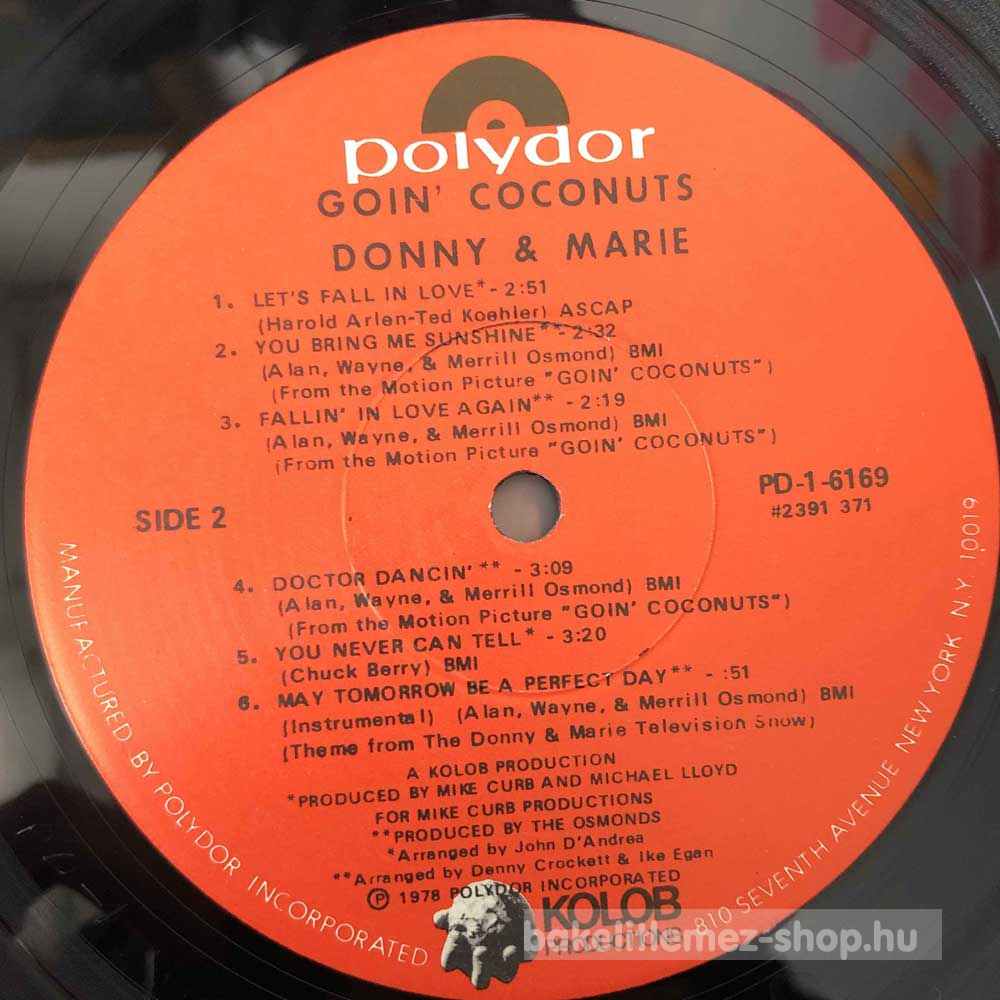 polydor
GOIN' COCONUTS
DONNY & MARIE
1. LET'S FALL IN LOVE* - 2:51
(Harold Arlen-Ted Koehler) ASCAP
2. YOU BRING ME SUNSHINE** - 2:32
(Alan, Wayne, & Merrill Osmond) BMI
(From the Motion Picture "GOIN' COCONUTS")
3. FALLIN' IN LOVE AGAIN** - 2:19
(Alan, Wayne, & Merrill Osmond) BMI
(From the Motion Picture "GOIN' COCONUTS")
SIDE 2
PD-1-6169
#2391 371
4. DOCTOR DANCIN'** - 3:09
(Alan, Wayne, & Merrill Osmond) BMI
(From the Motion Picture "GOIN' COCONUTS")
5. YOU NEVER CAN TELL* - 3:20
(Chuck Berry) BMI
6. MAY TOMORROW BE A PERFECT DAY** - :51
(Instrumental) (Alan, Wayne, & Merrill Osmond) BMI
(Theme from The Donny & Marie Television Show)
A KOLOB PRODUCTION
*PRODUCED BY MIKE CURB AND MICHAEL LLOYD
FOR MIKE CURB PRODUCTIONS
**PRODUCED BY THE OSMONDS
*Arranged by John D'Andrea
**Arranged by Denny Crockett & Ike Egan
Ⓟ 1978 POLYDOR INCORPORATED
KOLOB
PRODUCTIONS
MANUFACTURED BY POLYDOR INCORPORATED
810 SEVENTH AVENUE NEW YORK N.Y. 10019
bakelitlemez-shop.hu